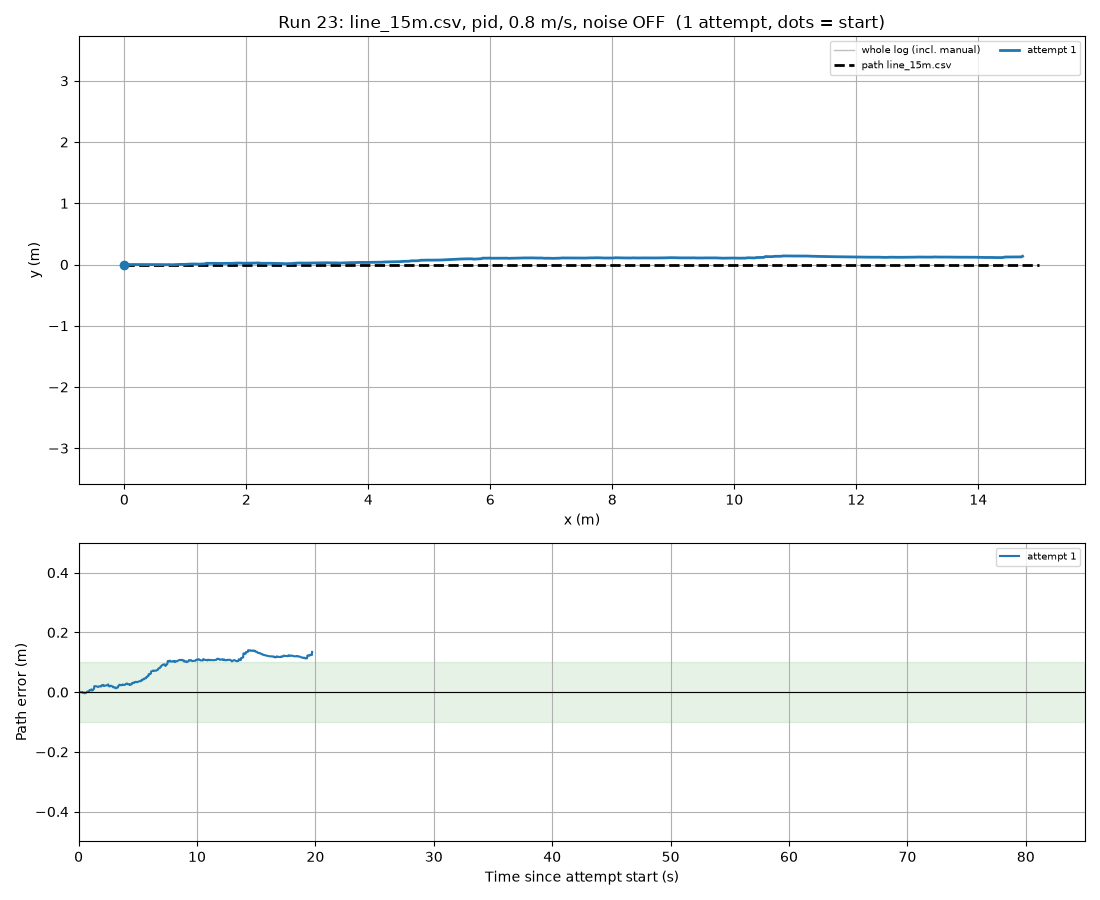 Run 23: line_15m.csv, pid, 0.8 m/s, noise OFF  (1 attempt, dots = start)
whole log (incl. manual)
path line_15m.csv
attempt 1
y (m)
3
2
1
0
−1
−2
−3
0 2 4 6 8 10 12 14
x (m)
attempt 1
Path error (m)
0.4
0.2
0.0
−0.2
−0.4
0 10 20 30 40 50 60 70 80
Time since attempt start (s)